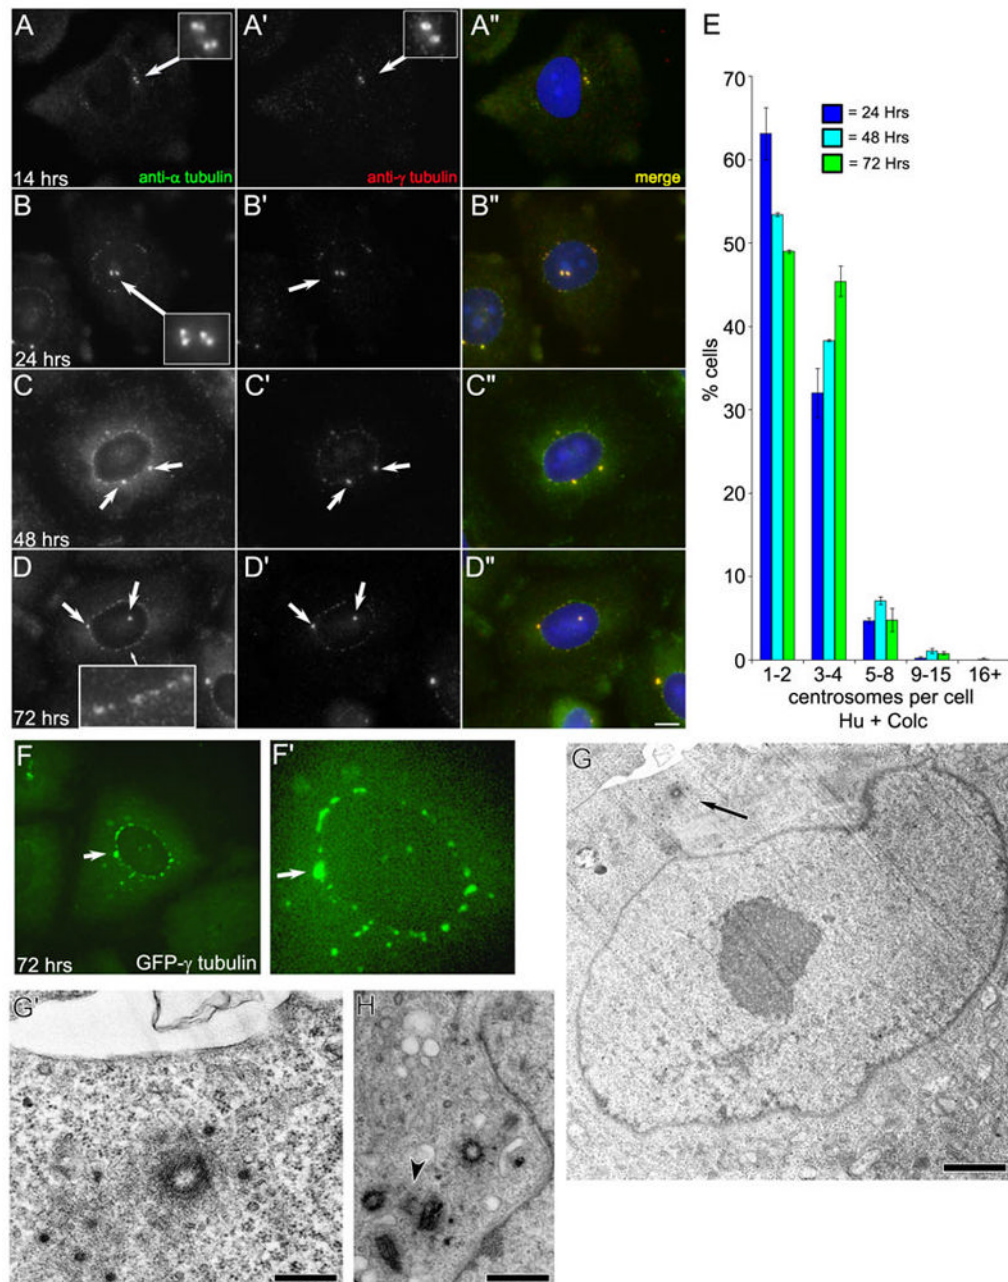 A
A'
A"
14 hrs
anti-α tubulin
anti-γ tubulin
merge
B
B'
B"
24 hrs
C
C'
C"
48 hrs
D
D'
D"
72 hrs
E
70
60
50
40
30
20
10
0
% cells
= 24 Hrs
= 48 Hrs
= 72 Hrs
1-2 3-4 5-8 9-15 16+
centrosomes per cell
Hu + Colc
F
F'
72 hrs
GFP-γ tubulin
G
G'
H